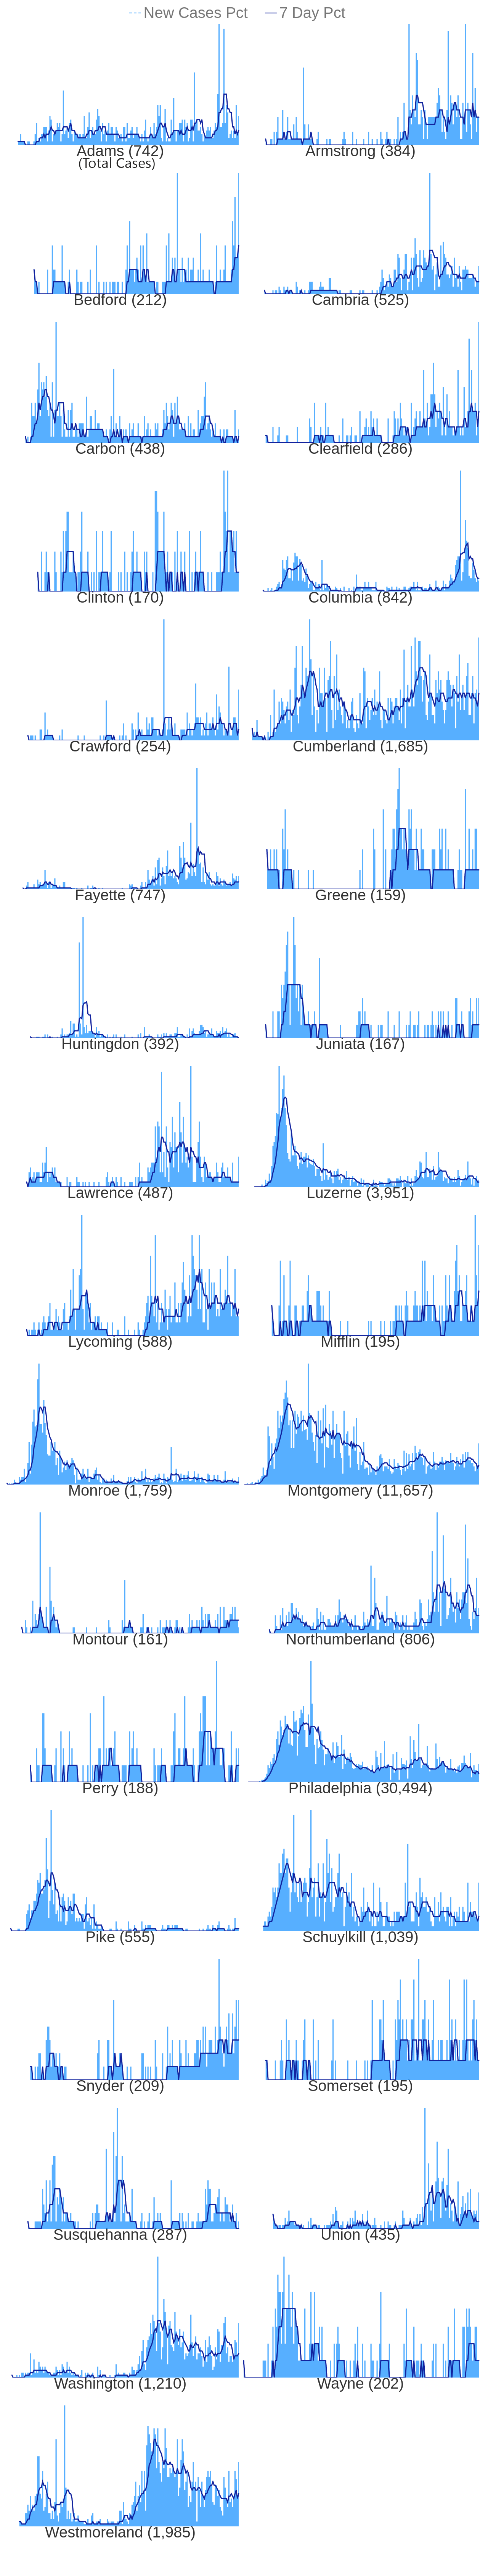 New Cases Pct 7 Day Pct
Adams (742) Armstrong (384)
(Total Cases)
Bedford (212) Cambria (525)
Carbon (438) Clearfield (286)
Clinton (170) Columbia (842)
Crawford (254) Cumberland (1,685)
Fayette (747) Greene (159)
Huntingdon (392) Juniata (167)
Lawrence (487) Luzerne (3,951)
Lycoming (588) Mifflin (195)
Monroe (1,759) Montgomery (11,657)
Montour (161) Northumberland (806)
Perry (188) Philadelphia (30,494)
Pike (555) Schuylkill (1,039)
Snyder (209) Somerset (195)
Susquehanna (287) Union (435)
Washington (1,210) Wayne (202)
Westmoreland (1,985)